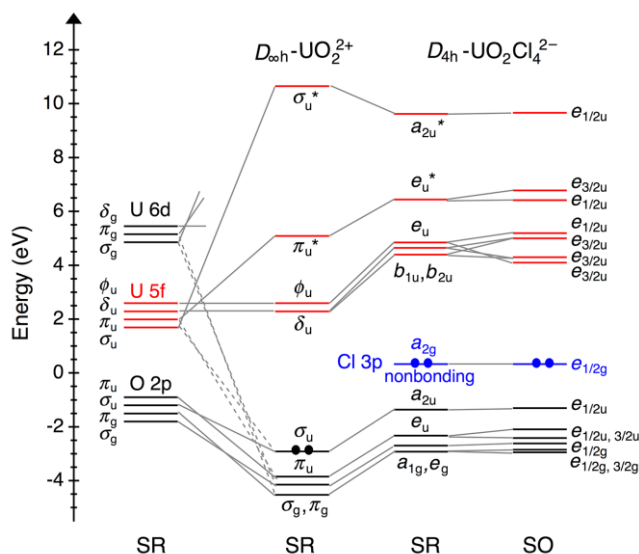 D∞h-UO₂²⁺
D₄h-UO₂Cl₄²⁻
Energy (eV)
12
10
8
6
4
2
0
-2
-4
σᵤ*
a₂ᵤ*
e₁/₂ᵤ
eᵤ*
e₃/₂ᵤ
e₁/₂ᵤ
δg U 6d
πg
σg
πᵤ*
eᵤ
b₁ᵤ,b₂ᵤ
e₁/₂ᵤ
e₃/₂ᵤ
e₃/₂ᵤ
e₃/₂ᵤ
ϕᵤ U 5f
δᵤ
πᵤ
σᵤ
ϕᵤ
δᵤ
a₂g
Cl 3p
nonbonding
e₁/₂g
πᵤ O 2p
σᵤ
πg
σg
σᵤ
πᵤ
σg,πg
a₂ᵤ
eᵤ
a₁g,eg
e₁/₂ᵤ
e₁/₂ᵤ, ₃/₂ᵤ
e₁/₂g
e₁/₂g, ₃/₂g
SR SR SR SO